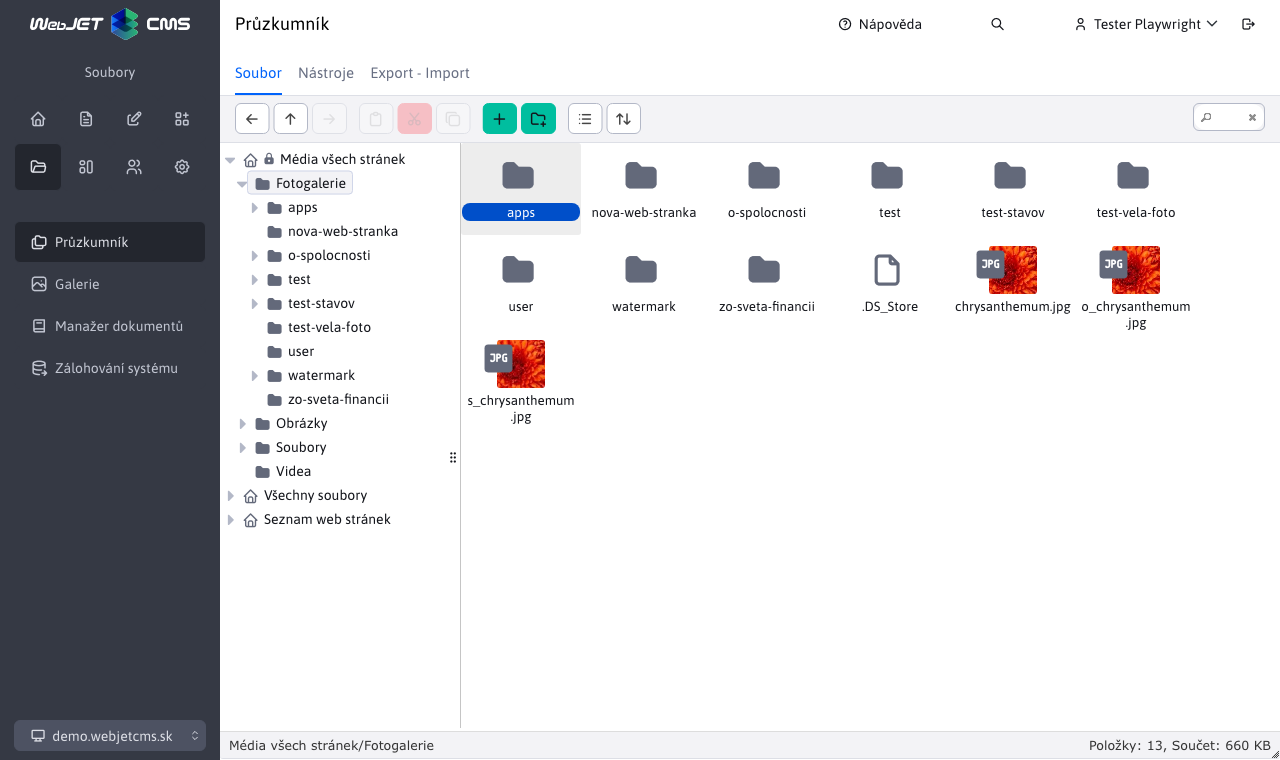 WebJET CMS
Průzkumník
Nápověda
Tester Playwright
Soubory
Soubor
Nástroje
Export - Import
Průzkumník
Galerie
Manažer dokumentů
Zálohování systému
demo.webjetcms.sk
Média všech stránek
Fotogalerie
apps
nova-web-stranka
o-spolocnosti
test
test-stavov
test-vela-foto
user
watermark
zo-sveta-financii
Obrázky
Soubory
Videa
Všechny soubory
Seznam web stránek
apps
nova-web-stranka
o-spolocnosti
test
test-stavov
test-vela-foto
user
watermark
zo-sveta-financii
.DS_Store
JPG
chrysanthemum.jpg
JPG
o_chrysanthemum
.jpg
JPG
s_chrysanthemum
.jpg
Média všech stránek/Fotogalerie
Položky: 13, Součet: 660 KB